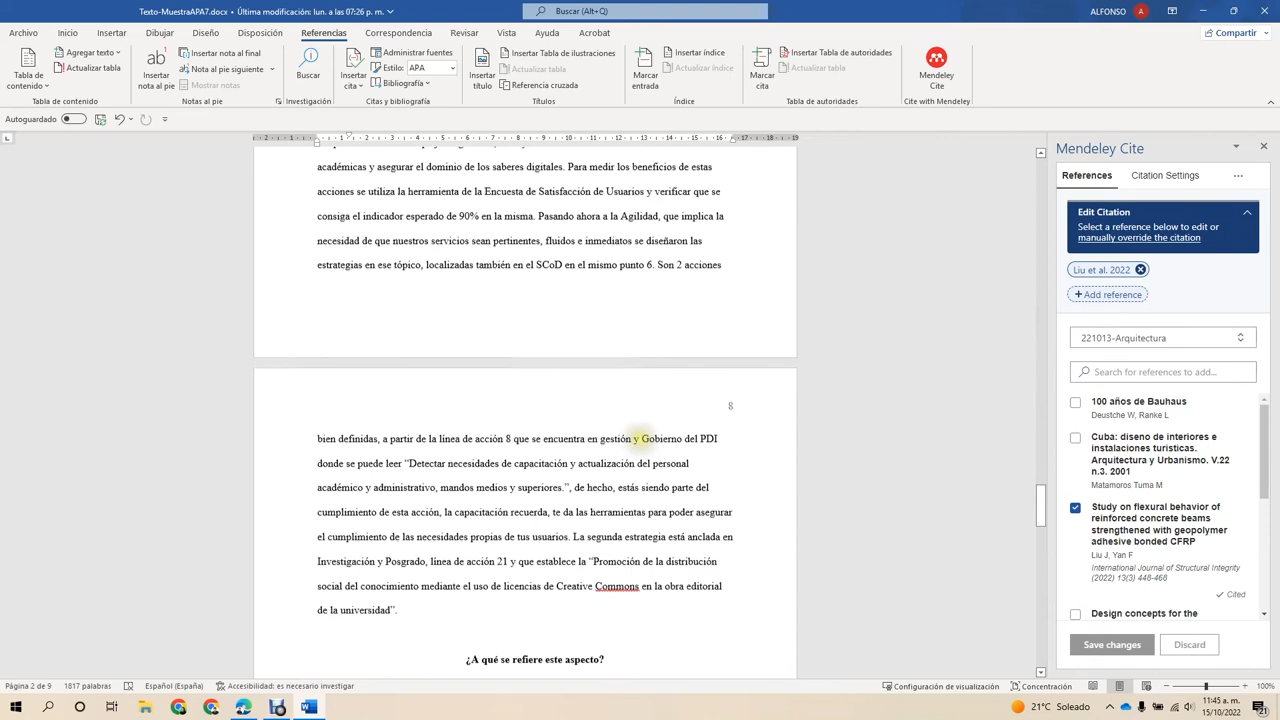 Texto-MuestraAPA7.docx • Última modificación: lun. a las 07:26 p. m.
Buscar (Alt+Q)
ALFONSO
A
Archivo Inicio Insertar Dibujar Diseño Disposición Referencias Correspondencia Revisar Vista Ayuda Acrobat
Compartir
Tabla de contenido
Agregar texto
Actualizar tabla
Tabla de contenido
Insertar nota al pie
Insertar nota al final
Nota al pie siguiente
Mostrar notas
Notas al pie
Buscar
Investigación
Insertar cita
Administrar fuentes
Estilo: APA
Bibliografía
Citas y bibliografía
Insertar título
Insertar Tabla de ilustraciones
Actualizar tabla
Referencia cruzada
Títulos
Marcar entrada
Insertar índice
Actualizar índice
Índice
Marcar cita
Insertar Tabla de autoridades
Actualizar tabla
Tabla de autoridades
Mendeley Cite
Cite with Mendeley
Autoguardado
académicas y asegurar el dominio de los saberes digitales. Para medir los beneficios de estas
acciones se utiliza la herramienta de la Encuesta de Satisfacción de Usuarios y verificar que se
consiga el indicador esperado de 90% en la misma. Pasando ahora a la Agilidad, que implica la
necesidad de que nuestros servicios sean pertinentes, fluidos e inmediatos se diseñaron las
estrategias en ese tópico, localizadas también en el SCoD en el mismo punto 6. Son 2 acciones
8
bien definidas, a partir de la línea de acción 8 que se encuentra en gestión y Gobierno del PDI
donde se puede leer “Detectar necesidades de capacitación y actualización del personal
académico y administrativo, mandos medios y superiores.”, de hecho, estás siendo parte del
cumplimiento de esta acción, la capacitación recuerda, te da las herramientas para poder asegurar
el cumplimiento de las necesidades propias de tus usuarios. La segunda estrategia está anclada en
Investigación y Posgrado, línea de acción 21 y que establece la “Promoción de la distribución
social del conocimiento mediante el uso de licencias de Creative Commons en la obra editorial
de la universidad”.
¿A qué se refiere este aspecto?
Mendeley Cite
References Citation Settings
Edit Citation
Select a reference below to edit or
manually override the citation
Liu et al. 2022
+ Add reference
221013-Arquitectura
Search for references to add...
100 años de Bauhaus
Deustche W, Ranke L
Cuba: diseno de interiores e
instalaciones turisticas.
Arquitectura y Urbanismo. V.22
n.3. 2001
Matamoros Tuma M
Study on flexural behavior of
reinforced concrete beams
strengthened with geopolymer
adhesive bonded CFRP
Liu J, Yan F
International Journal of Structural Integrity
(2022) 13(3) 448-468
Cited
Design concepts for the
Save changes Discard
Página 2 de 9 1817 palabras Español (España) Accesibilidad: es necesario investigar
Configuración de visualización Concentración 100%
21°C Soleado
11:45 a. m.
15/10/2022